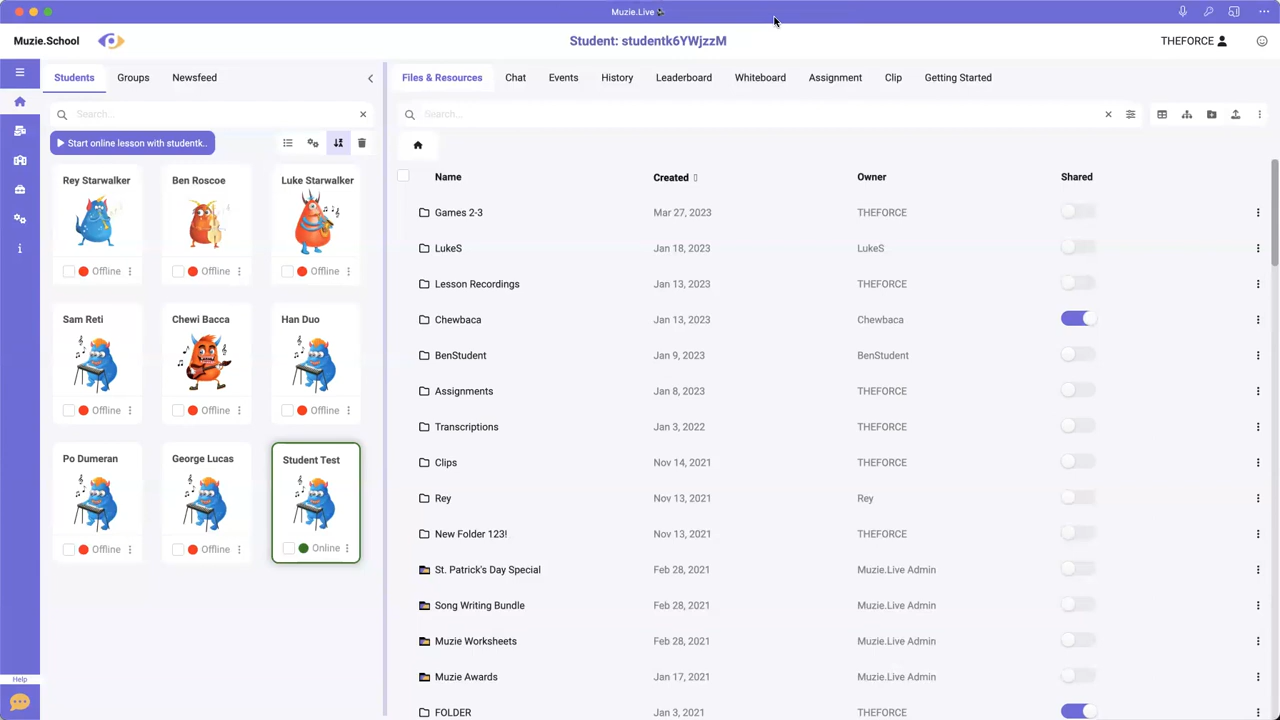 Muzie.Live
Muzie.School
Student: studentk6YWjzzM
THEFORCE
Students Groups Newsfeed
Files & Resources Chat Events History Leaderboard Whiteboard Assignment Clip Getting Started
Search...
Search...
Start online lesson with studentk..
Rey Starwalker Ben Roscoe Luke Starwalker
Offline Offline Offline
Sam Reti Chewi Bacca Han Duo
Offline Offline Offline
Po Dumeran George Lucas Student Test
Offline Offline Online
Help
Name Created Owner Shared
Games 2-3 Mar 27, 2023 THEFORCE
LukeS Jan 18, 2023 LukeS
Lesson Recordings Jan 13, 2023 THEFORCE
Chewbaca Jan 13, 2023 Chewbaca
BenStudent Jan 9, 2023 BenStudent
Assignments Jan 8, 2023 THEFORCE
Transcriptions Jan 3, 2022 THEFORCE
Clips Nov 14, 2021 THEFORCE
Rey Nov 13, 2021 Rey
New Folder 123! Nov 13, 2021 THEFORCE
St. Patrick's Day Special Feb 28, 2021 Muzie.Live Admin
Song Writing Bundle Feb 28, 2021 Muzie.Live Admin
Muzie Worksheets Feb 28, 2021 Muzie.Live Admin
Muzie Awards Jan 17, 2021 Muzie.Live Admin
FOLDER Jan 3, 2021 THEFORCE